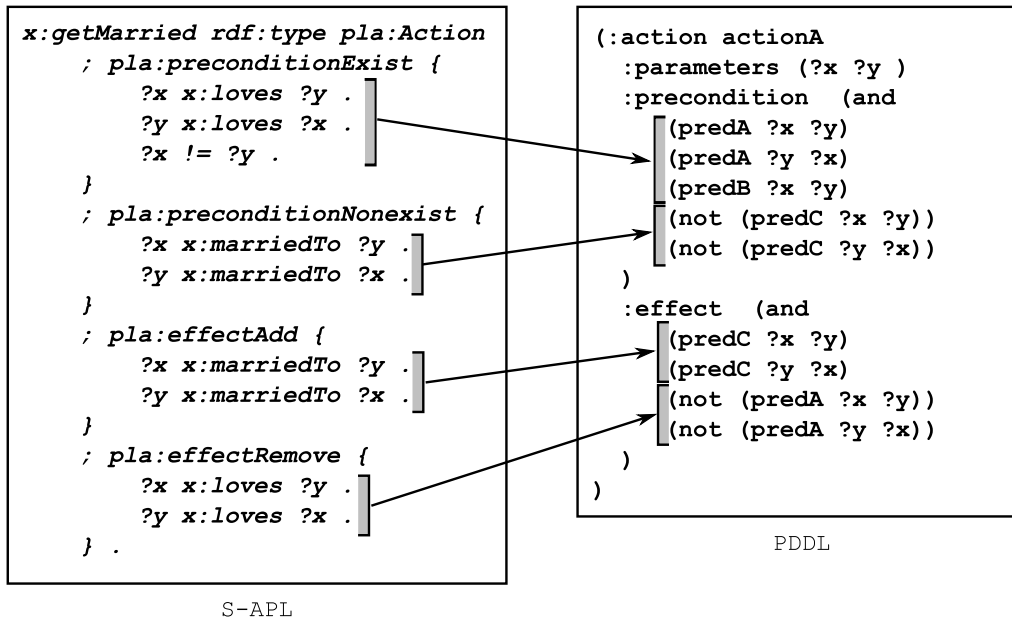 x:getMarried rdf:type pla:Action
; pla:preconditionExist {
?x x:loves ?y .
?y x:loves ?x .
?x != ?y .
}
; pla:preconditionNonexist {
?x x:marriedTo ?y .
?y x:marriedTo ?x .
}
; pla:effectAdd {
?x x:marriedTo ?y .
?y x:marriedTo ?x .
}
; pla:effectRemove {
?x x:loves ?y .
?y x:loves ?x .
} .
S-APL
(:action actionA
:parameters (?x ?y )
:precondition (and
(predA ?x ?y)
(predA ?y ?x)
(predB ?x ?y)
(not (predC ?x ?y))
(not (predC ?y ?x))
)
:effect (and
(predC ?x ?y)
(predC ?y ?x)
(not (predA ?x ?y))
(not (predA ?y ?x))
)
)
PDDL